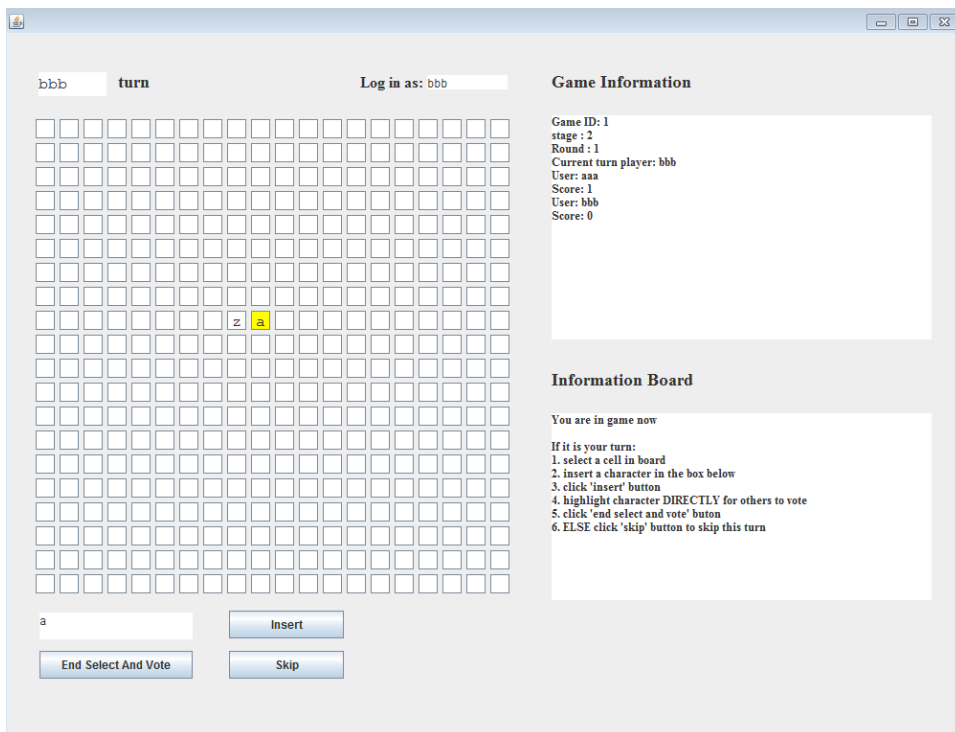 bbb turn Log in as: bbb
z a
a
Insert
End Select And Vote Skip
Game Information
Game ID: 1
stage : 2
Round : 1
Current turn player: bbb
User: aaa
Score: 1
User: bbb
Score: 0
Information Board
You are in game now
If it is your turn:
1. select a cell in board
2. insert a character in the box below
3. click 'insert' button
4. highlight character DIRECTLY for others to vote
5. click 'end select and vote' buton
6. ELSE click 'skip' button to skip this turn